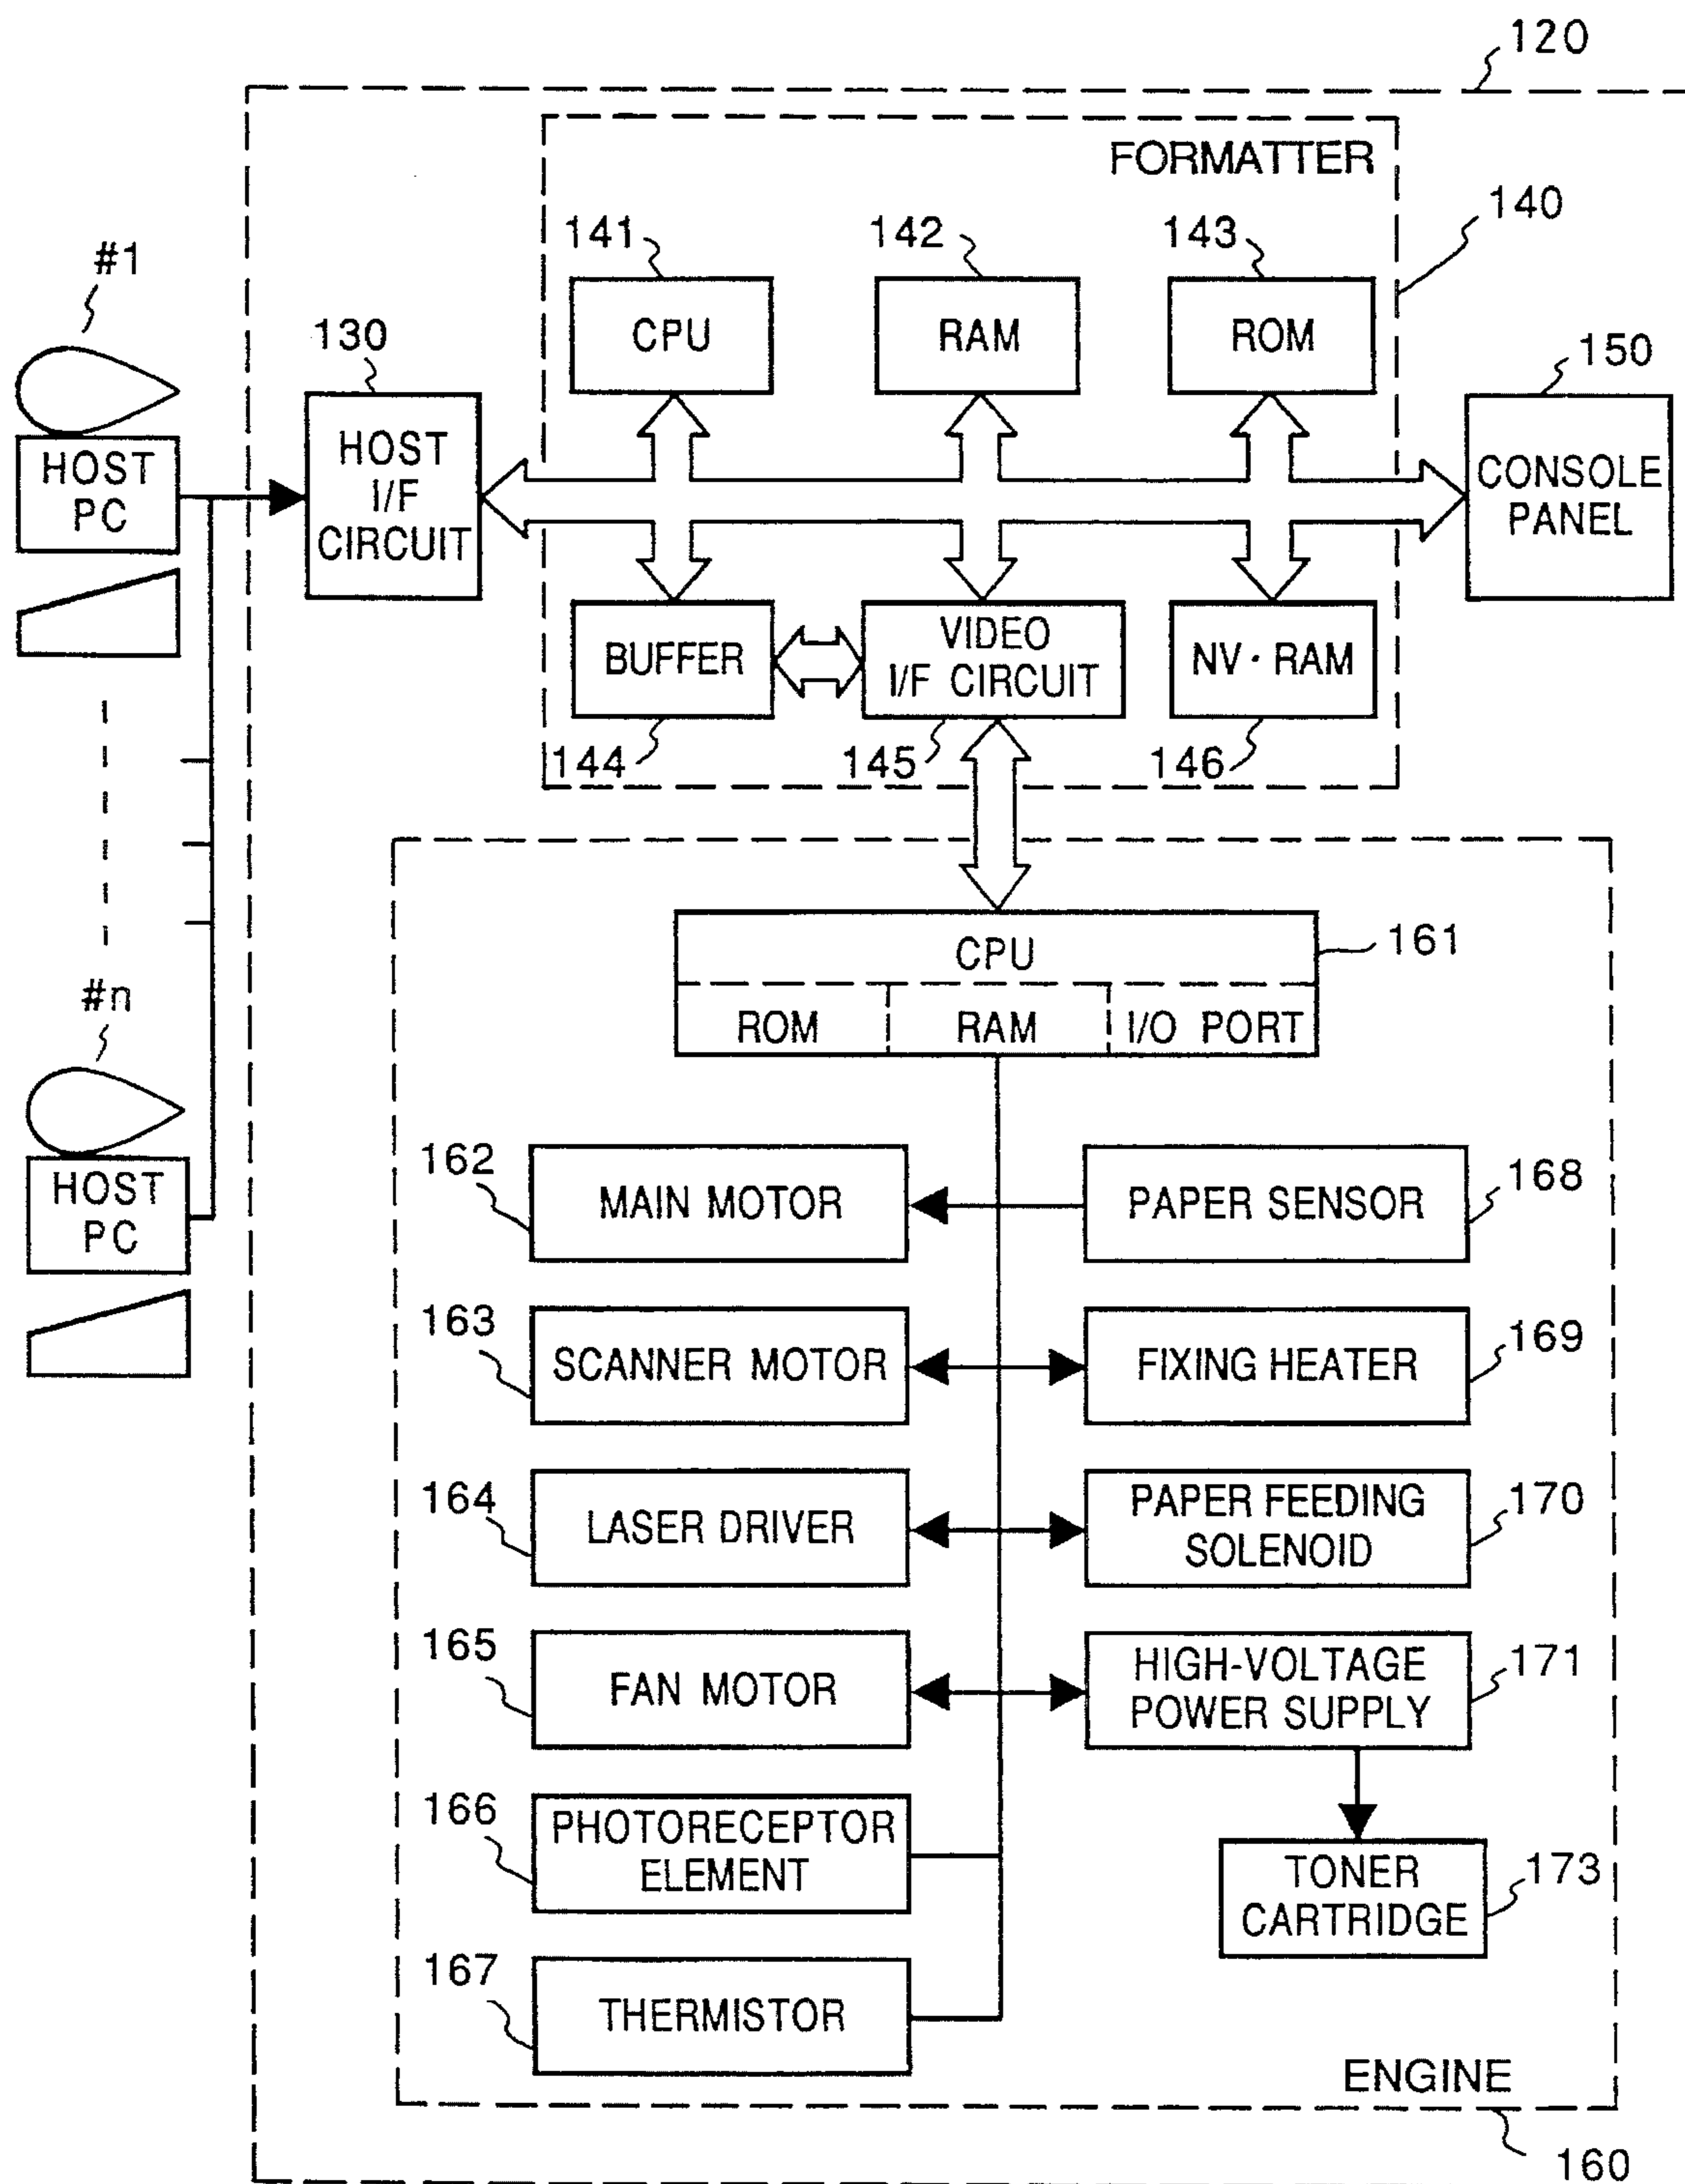 120
FORMATTER
140
141
142
143
#1
130
CPU
RAM
ROM
150
HOST
PC
HOST
I/F
CIRCUIT
CONSOLE
PANEL
BUFFER
VIDEO
I/F CIRCUIT
NV·RAM
144
145
146
CPU
161
ROM
RAM
I/O PORT
#n
HOST
PC
162
MAIN MOTOR
PAPER SENSOR
168
163
SCANNER MOTOR
FIXING HEATER
169
164
LASER DRIVER
PAPER FEEDING
SOLENOID
170
165
FAN MOTOR
HIGH-VOLTAGE
POWER SUPPLY
171
166
PHOTORECEPTOR
ELEMENT
TONER
CARTRIDGE
173
167
THERMISTOR
ENGINE
160